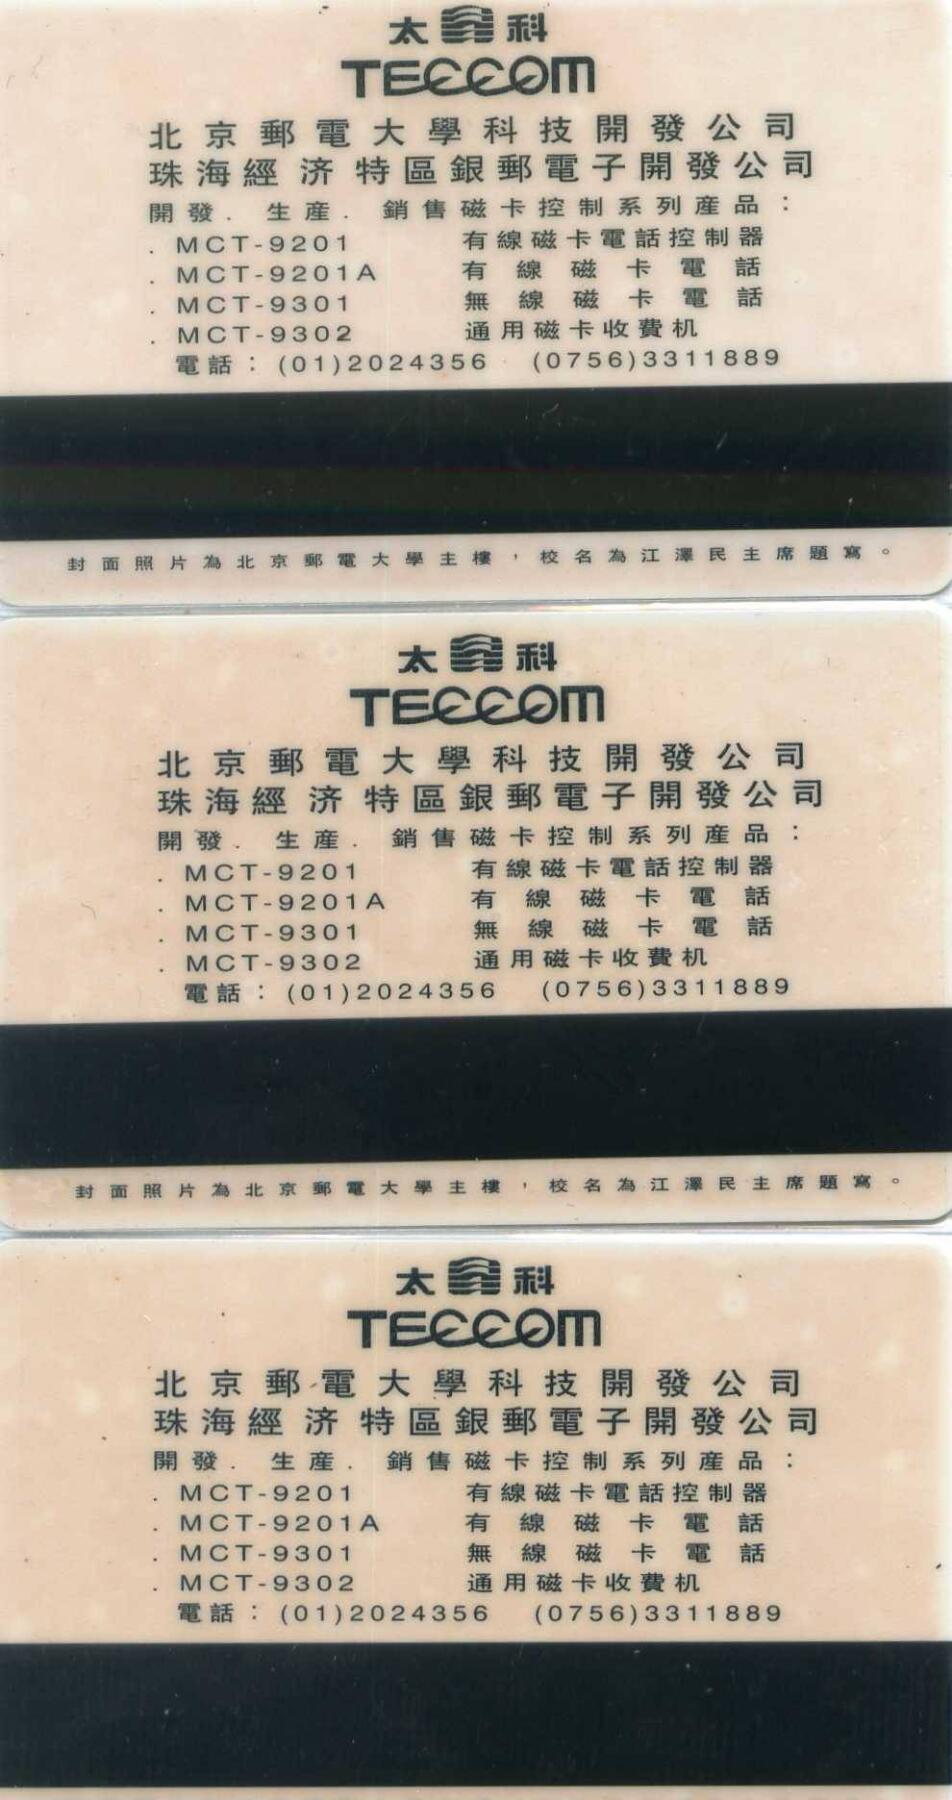 太 科
TECCOM
北京郵電大學科技開發公司
珠海經济特區銀郵電子開發公司
開發．生産．銷售磁卡控制系列産品：
. MCT-9201 有線磁卡電話控制器
. MCT-9201A 有線磁卡電話
. MCT-9301 無線磁卡電話
. MCT-9302 通用磁卡收費机
電話：(01)2024356 (0756)3311889
封面照片為北京郵電大學主樓，校名為江澤民主席題寫。
太 科
TECCOM
北京郵電大學科技開發公司
珠海經济特區銀郵電子開發公司
開發．生産．銷售磁卡控制系列産品：
. MCT-9201 有線磁卡電話控制器
. MCT-9201A 有線磁卡電話
. MCT-9301 無線磁卡電話
. MCT-9302 通用磁卡收費机
電話：(01)2024356 (0756)3311889
封面照片為北京郵電大學主樓，校名為江澤民主席題寫。
太 科
TECCOM
北京郵電大學科技開發公司
珠海經济特區銀郵電子開發公司
開發．生産．銷售磁卡控制系列産品：
. MCT-9201 有線磁卡電話控制器
. MCT-9201A 有線磁卡電話
. MCT-9301 無線磁卡電話
. MCT-9302 通用磁卡收費机
電話：(01)2024356 (0756)3311889